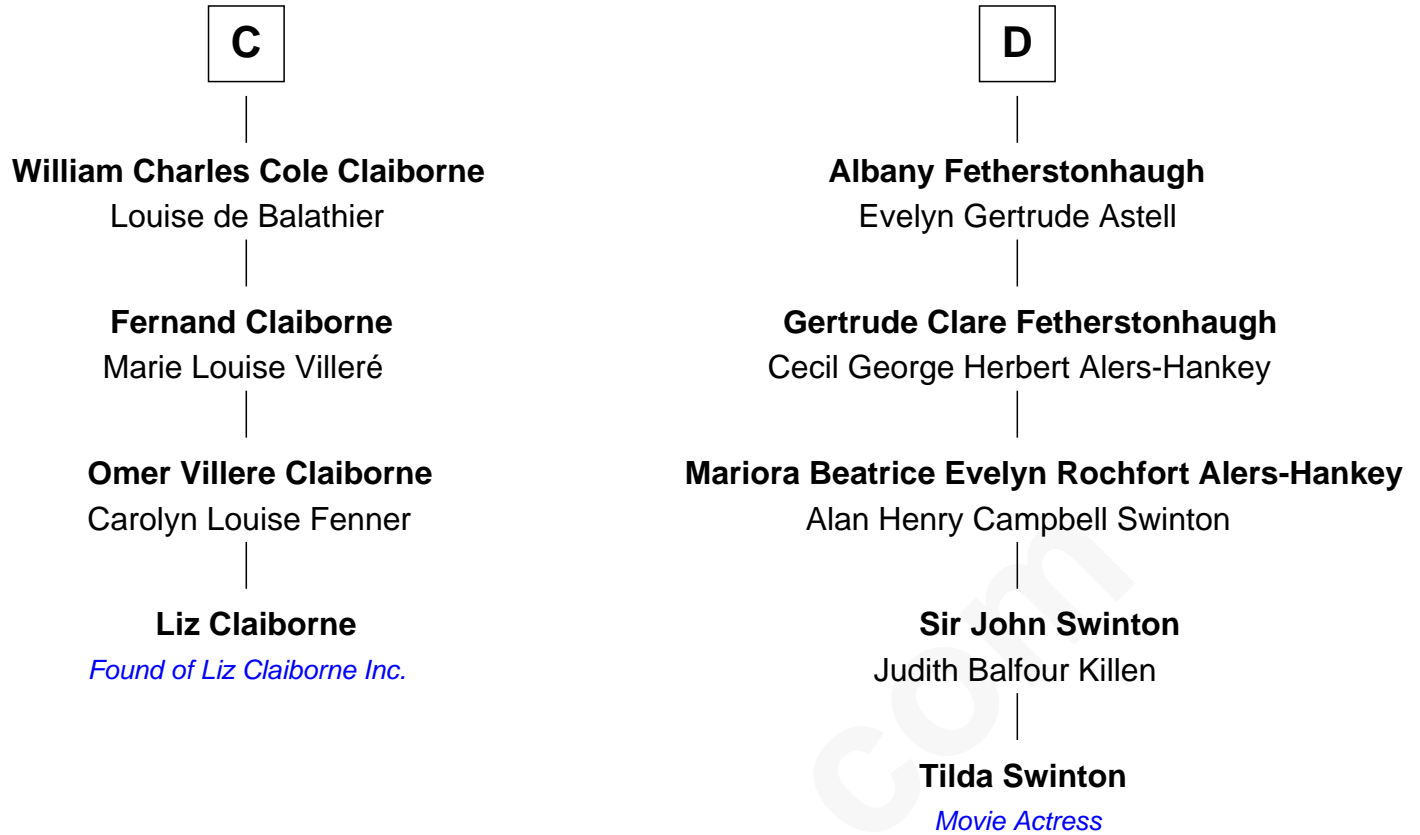 C
William Charles Cole Claiborne
Louise de Balathier
Fernand Claiborne
Marie Louise Villeré
Omer Villere Claiborne
Carolyn Louise Fenner
Liz Claiborne
Found of Liz Claiborne Inc.
D
Albany Fetherstonhaugh
Evelyn Gertrude Astell
Gertrude Clare Fetherstonhaugh
Cecil George Herbert Alers-Hankey
Mariora Beatrice Evelyn Rochfort Alers-Hankey
Alan Henry Campbell Swinton
Sir John Swinton
Judith Balfour Killen
Tilda Swinton
Movie Actress
com